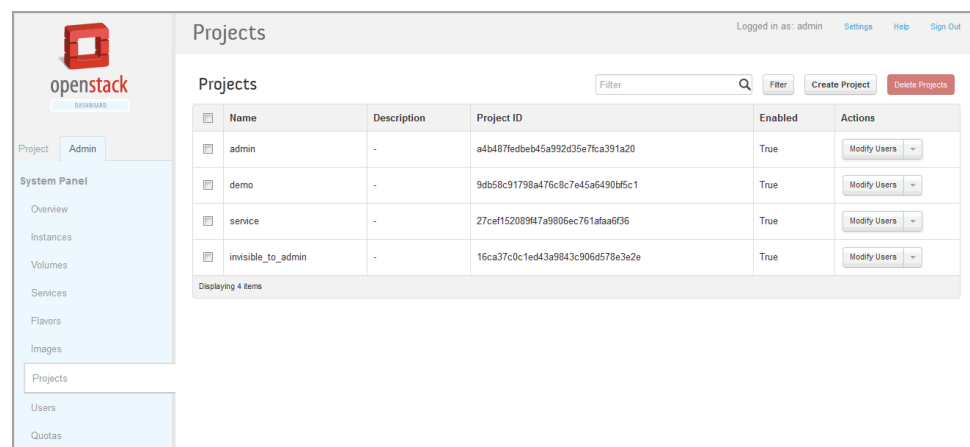 Projects
Logged in as: admin Settings Help Sign Out
openstack
DASHBOARD
Project Admin
System Panel
Overview
Instances
Volumes
Services
Flavors
Images
Projects
Users
Quotas
Projects
Filter Filter Create Project Delete Projects
Name Description Project ID Enabled Actions
admin - a4b487fedbeb45a992d35e7fca391a20 True Modify Users
demo - 9db58c91798a476c8c7e45a6490bf5c1 True Modify Users
service - 27cef152089f47a9806ec761afaa6f36 True Modify Users
invisible_to_admin - 16ca37c0c1ed43a9843c906d578e3e2e True Modify Users
Displaying 4 items